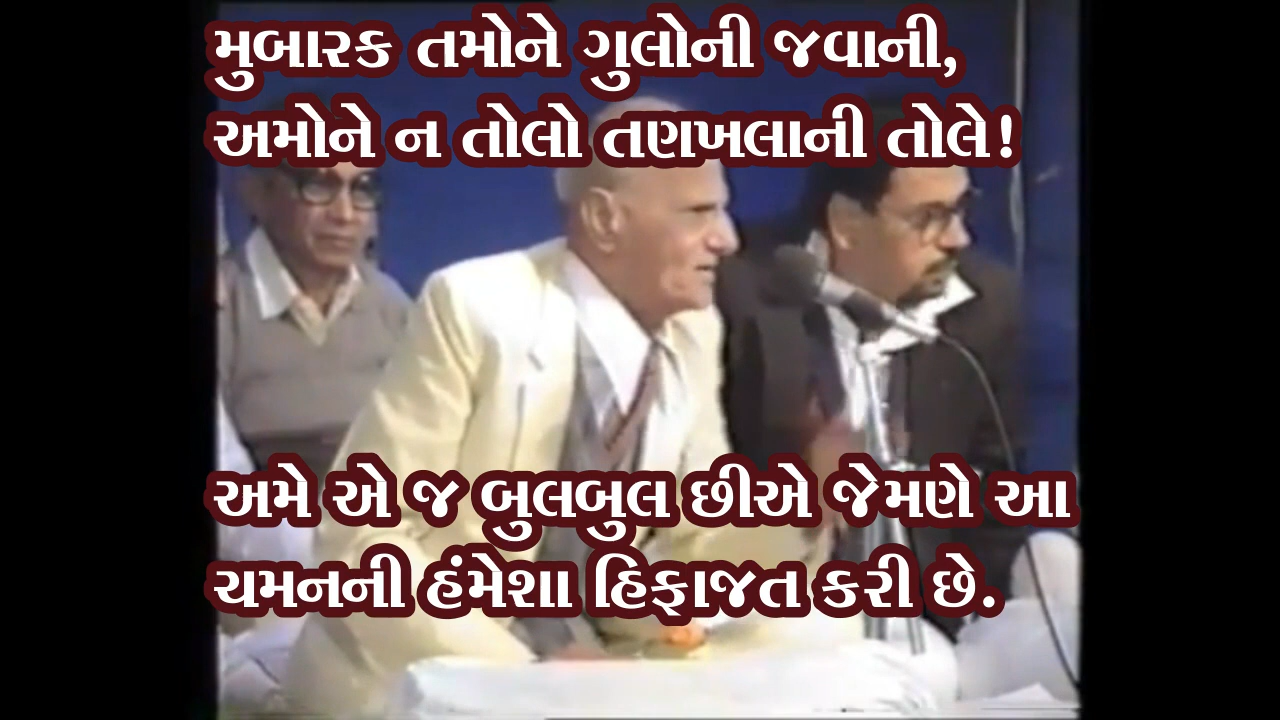 મુબારક તમોને ગુલોની જવાની,
અમોને ન તોલો તણખલાની તોલે!
અમે એ જ બુલબુલ છીએ જેમણે આ
ચમનની હંમેશા હિફાજત કરી છે.